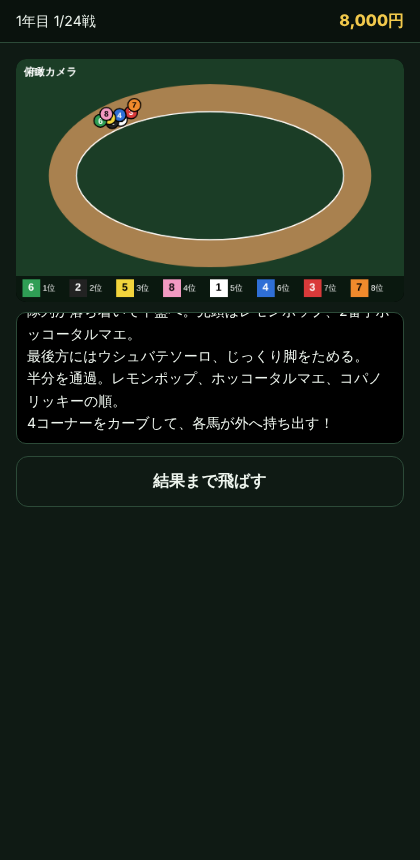 1年目 1/24戦
8,000円
俯瞰カメラ
8 7 6 4 3
6 1位 2 2位 5 3位 8 4位 1 5位 4 6位 3 7位 7 8位
ッコータルマエ。
最後方にはウシュバテソーロ、じっくり脚をためる。
半分を通過。レモンポップ、ホッコータルマエ、コパノ
リッキーの順。
4コーナーをカーブして、各馬が外へ持ち出す！
結果まで飛ばす